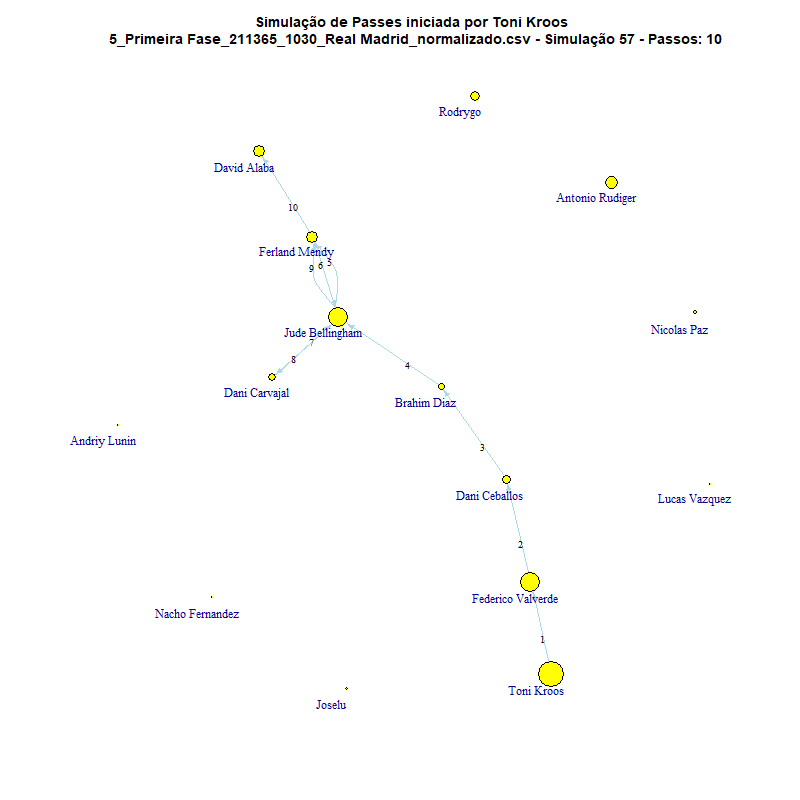 Simulação de Passes iniciada por Toni Kroos
5_Primeira Fase_211365_1030_Real Madrid_normalizado.csv - Simulação 57 - Passos: 10
Rodrygo
David Alaba
Antonio Rudiger
10
Ferland Mendy
5
6
9
Nicolas Paz
Jude Bellingham
7
8
4
Dani Carvajal
Brahim Diaz
Andriy Lunin
3
Dani Ceballos
Lucas Vazquez
2
Federico Valverde
Nacho Fernandez
1
Toni Kroos
Joselu